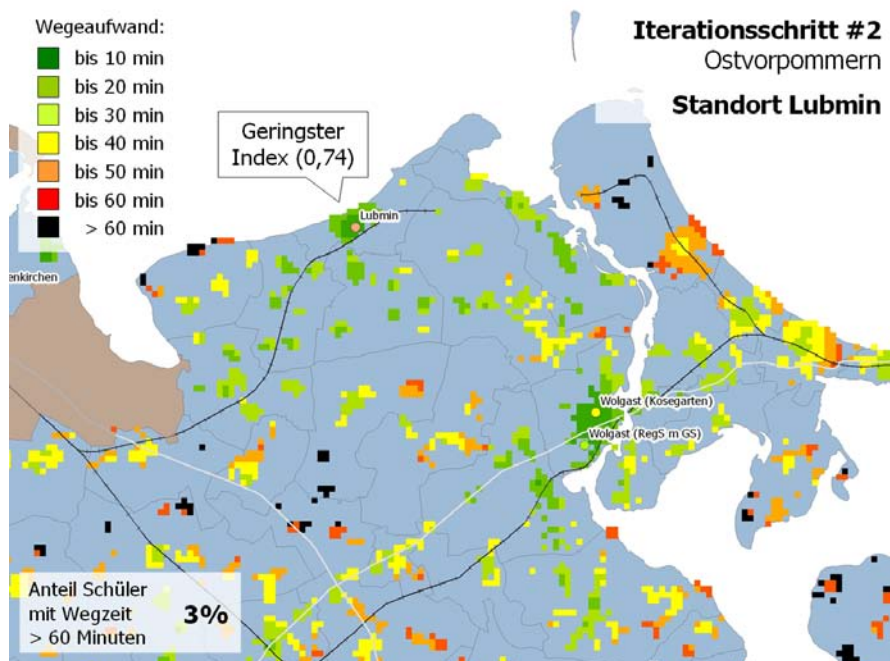 Wegeaufwand:
bis 10 min
bis 20 min
bis 30 min
bis 40 min
bis 50 min
bis 60 min
> 60 min
Iterationsschritt #2
Ostvorpommern
Standort Lubmin
Geringster
Index (0,74)
Lubmin
enkirchen
Wolgast (Kosegarten)
Wolgast (RegS m GS)
Anteil Schüler
mit Wegzeit
> 60 Minuten
3%